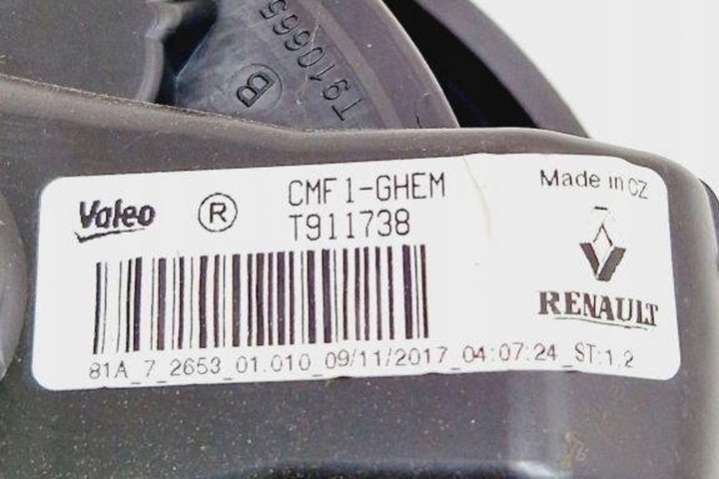 T910665
B
Valeo
R
CMF1-GHEM
T911738
Made in CZ
RENAULT
81A_7_2653_01.010_09/11/2017_04:07:24_ST:1.2